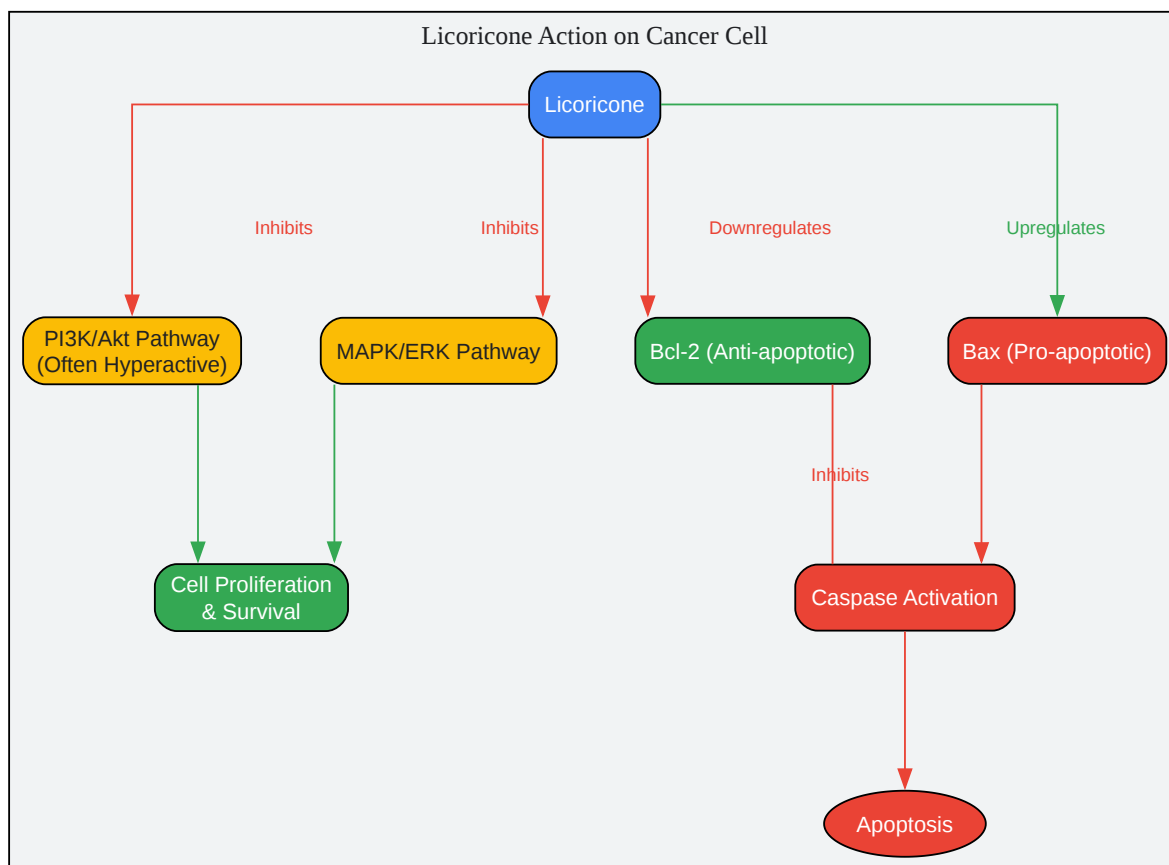 Licoricone Action on Cancer Cell
Licoricone
Inhibits
Inhibits
Downregulates
Upregulates
PI3K/Akt Pathway
(Often Hyperactive)
MAPK/ERK Pathway
Bcl-2 (Anti-apoptotic)
Bax (Pro-apoptotic)
Inhibits
Cell Proliferation
& Survival
Caspase Activation
Apoptosis